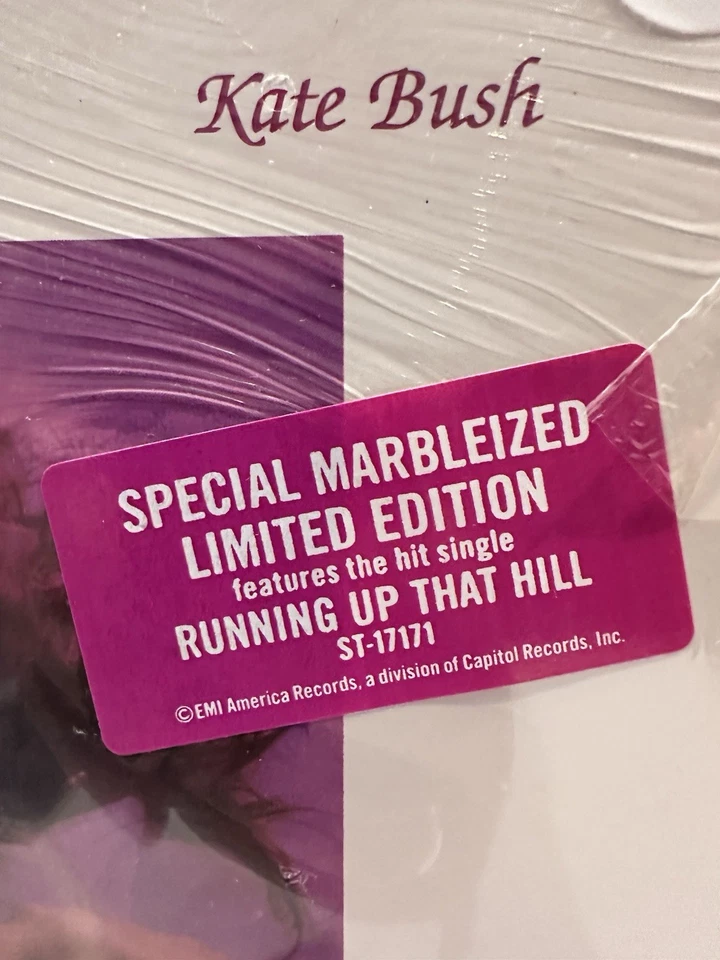 Kate Bush
SPECIAL MARBLEIZED
LIMITED EDITION
features the hit single
RUNNING UP THAT HILL
ST-17171
©EMI America Records, a division of Capitol Records, Inc.